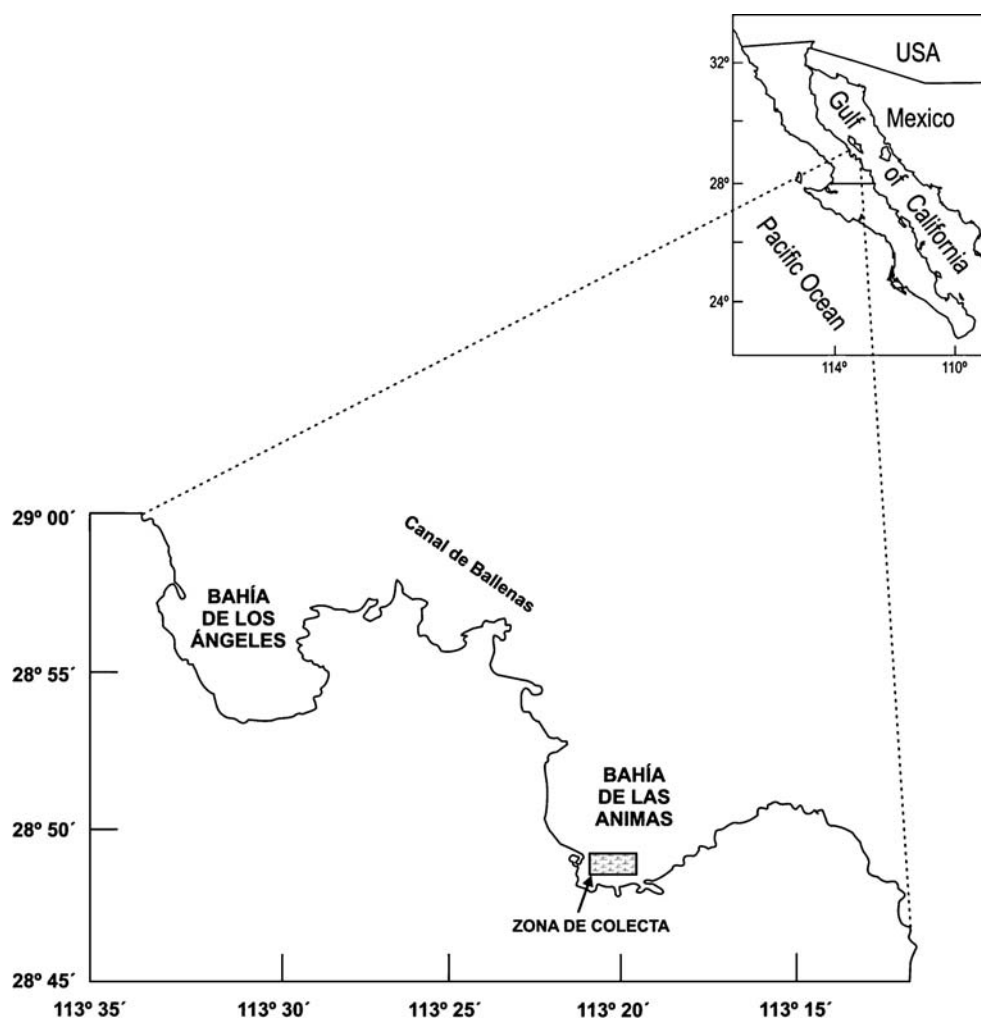 USA
32º
Gulf of California
Mexico
28º
Pacific Ocean
24º
114º
110º
29º 00´
Canal de Ballenas
BAHÍA
DE LOS
ÁNGELES
28º 55´
BAHÍA
DE LAS
ANIMAS
28º 50´
ZONA DE COLECTA
28º 45´
113º 35´
113º 30´
113º 25´
113º 20´
113º 15´